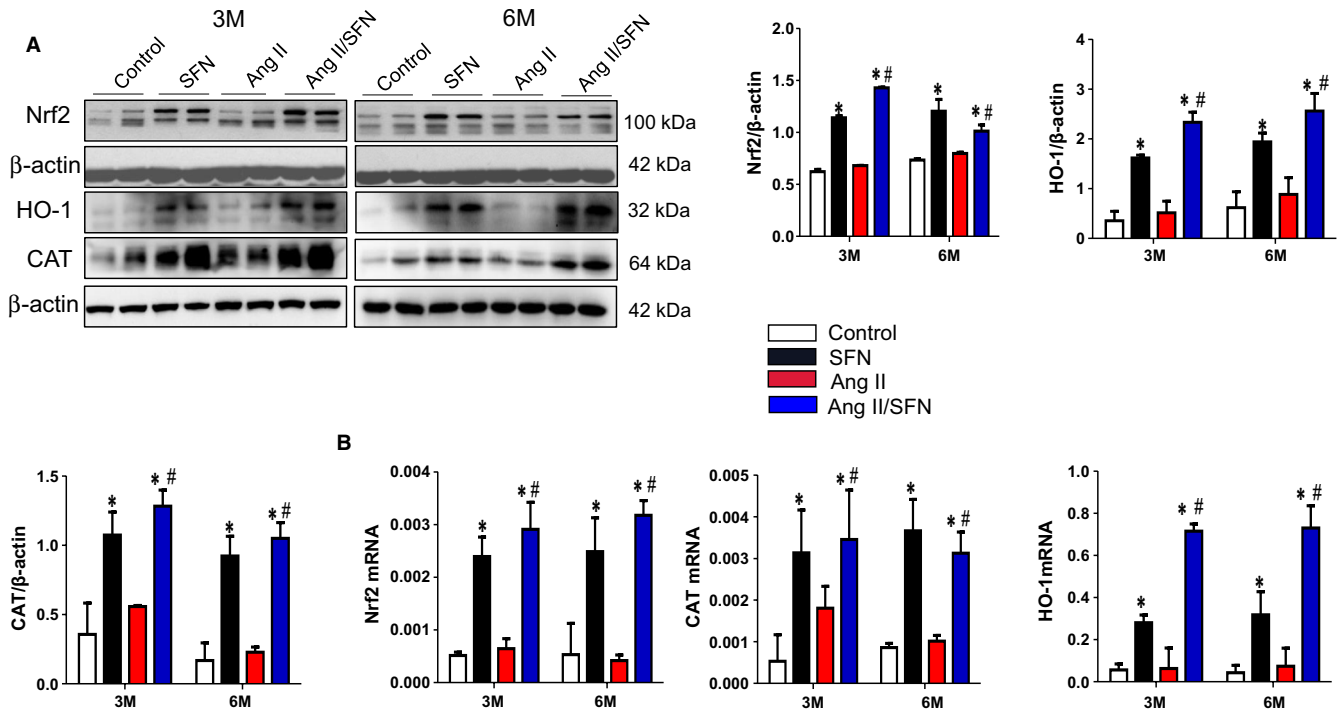 3M
6M
A
Control
SFN
Ang II
Ang II/SFN
Control
SFN
Ang II
Ang II/SFN
Nrf2
100 kDa
β-actin
42 kDa
HO-1
32 kDa
CAT
64 kDa
β-actin
42 kDa
2.0
1.5
1.0
0.5
0.0
Nrf2/β-actin
*
* #
*
* #
3M
6M
4
3
2
1
0
HO-1/β-actin
*
* #
*
* #
3M
6M
Control
SFN
Ang II
Ang II/SFN
1.5
1.0
0.5
0.0
CAT/β-actin
*
* #
*
* #
3M
6M
B
0.004
0.003
0.002
0.001
0.000
Nrf2 mRNA
*
* #
*
* #
3M
6M
0.005
0.004
0.003
0.002
0.001
0.000
CAT mRNA
*
* #
*
* #
3M
6M
1.0
0.8
0.6
0.4
0.2
0.0
HO-1mRNA
*
* #
*
* #
3M
6M